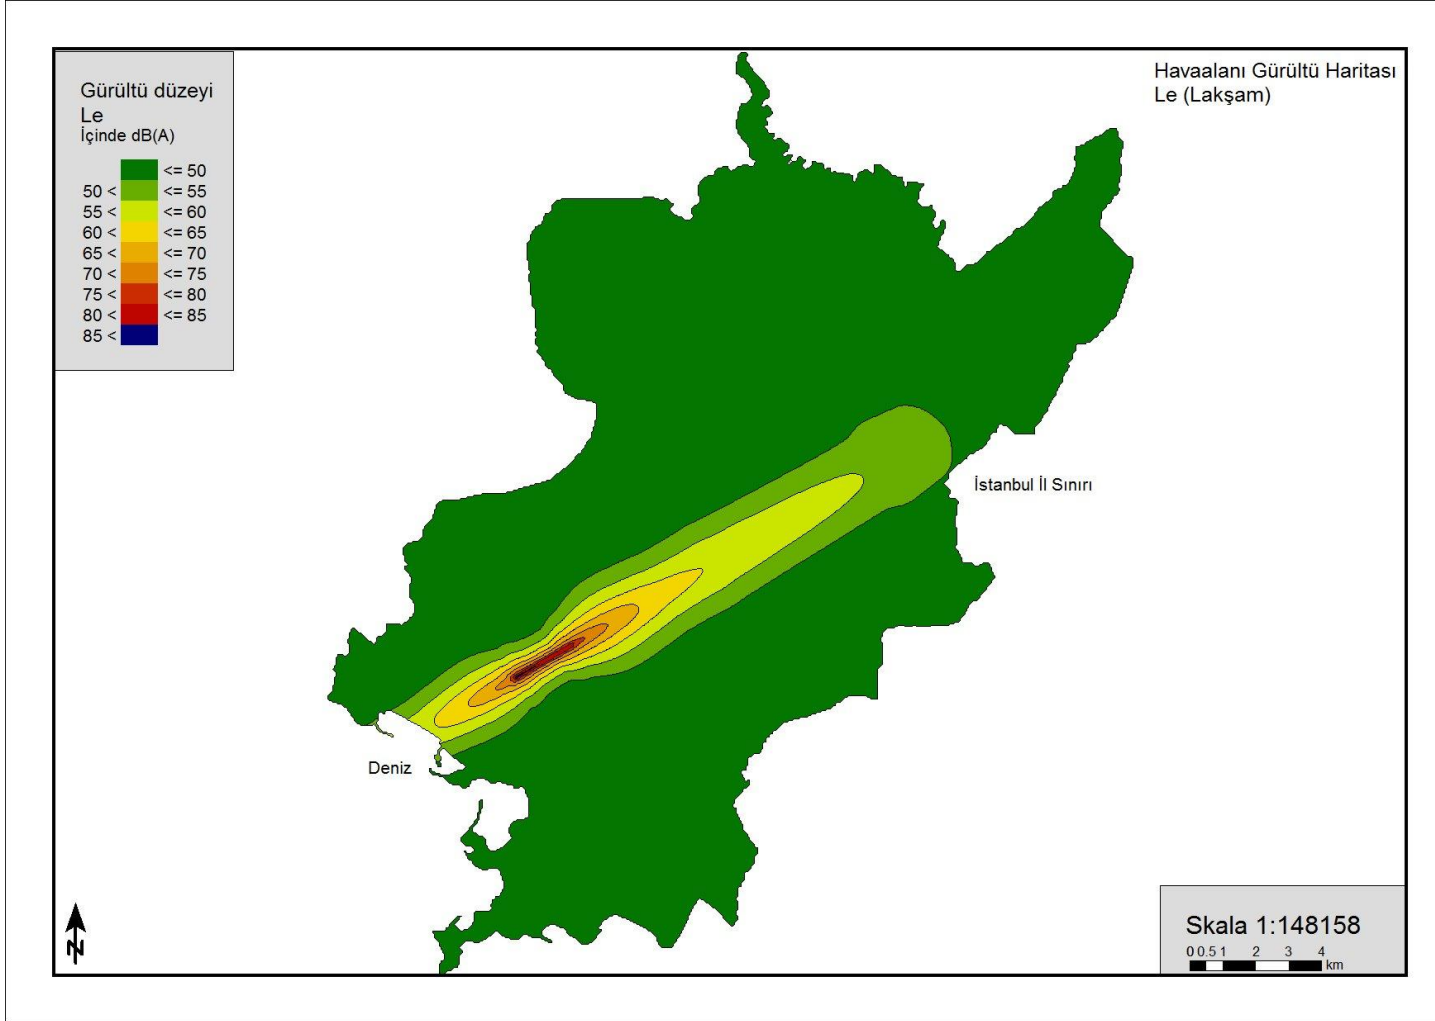 Gürültü düzeyi
Le
İçinde dB(A)
<= 50
50 < <= 55
55 < <= 60
60 < <= 65
65 < <= 70
70 < <= 75
75 < <= 80
80 < <= 85
85 <
Havaalanı Gürültü Haritası
Le (Lakşam)
İstanbul İl Sınırı
Deniz
N
Skala 1:148158
0 0.5 1 2 3 4
km